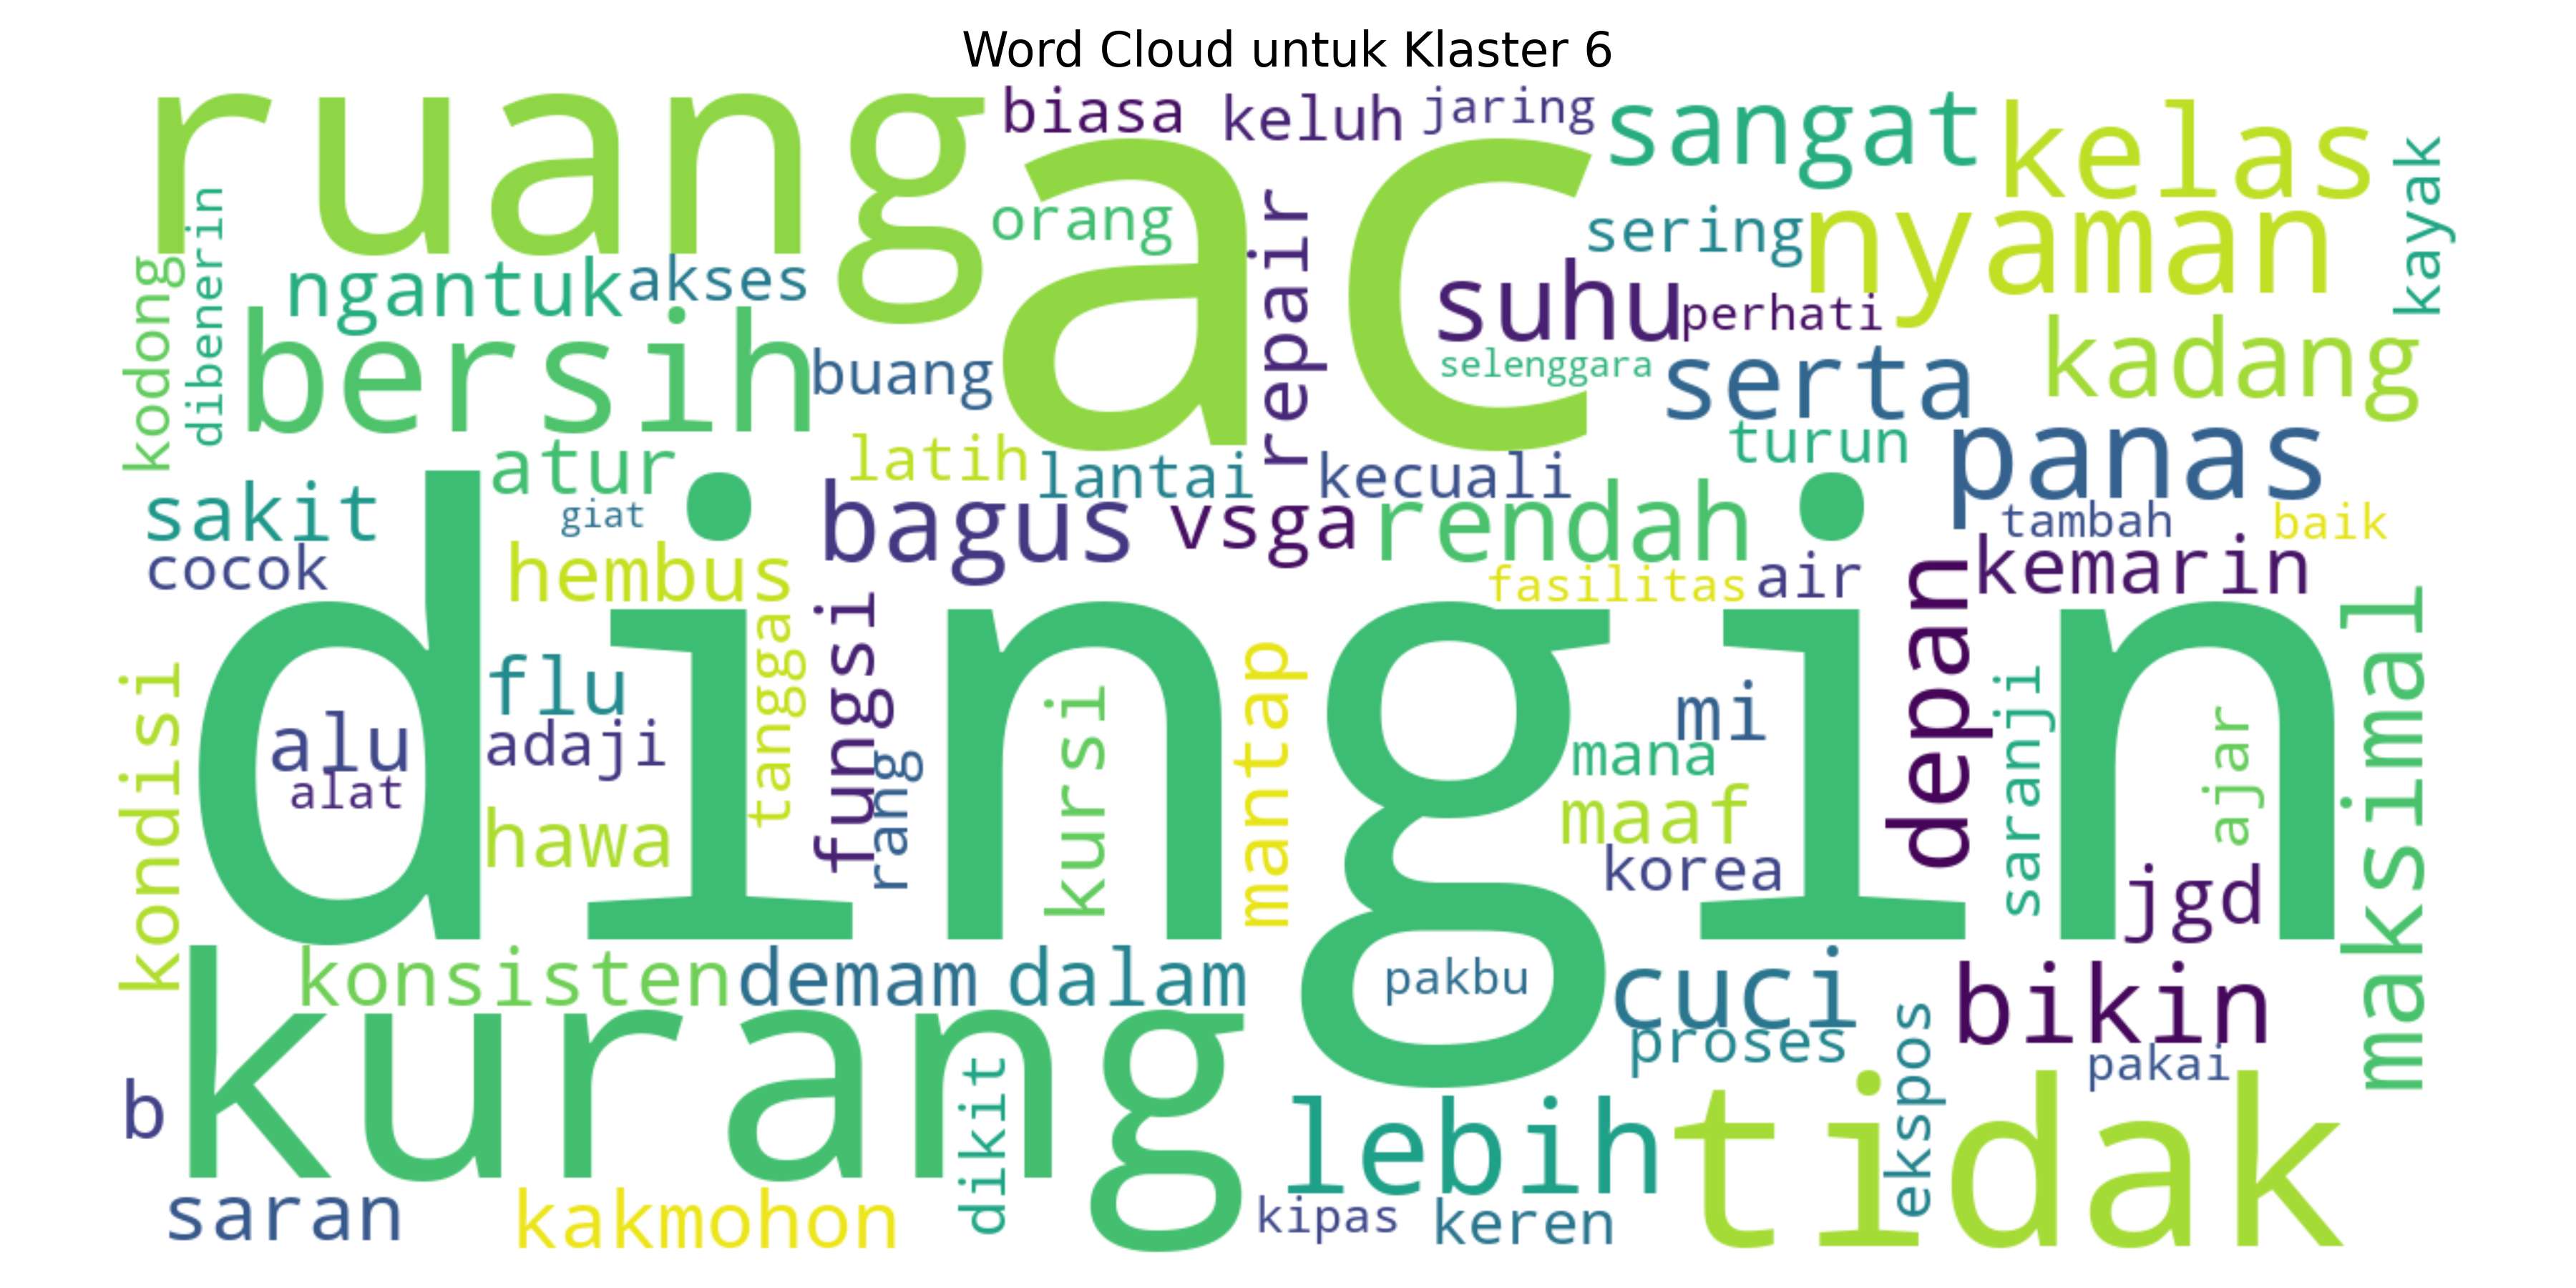 Word Cloud untuk Klaster 6
ruang
ac
biasa
keluh
jaring
sangat
kelas
kayak
orang
repair
sering
nyaman
kodong
dibenerin
ngantuk
akses
suhu
perhati
bersih
buang
selenggara
serta
kadang
atur
latih
lantai
kecuali
turun
panas
sakit
giat
bagus
vsga
rendah
tambah
baik
cocok
hembus
fasilitas
air
kemarin
dingin
kondisi
alu
alat
flu
adaji
hawa
tangga
fungsi
rang
kursi
mantap
mi
mana
maaf
korea
depan
saranji
ajar
jgd
maksimal
konsisten
demam
dalam
pakbu
cuci
proses
ekspos
bikin
pakai
b
kurang
dikit
lebih
tidak
saran
kakmohon
kipas
keren